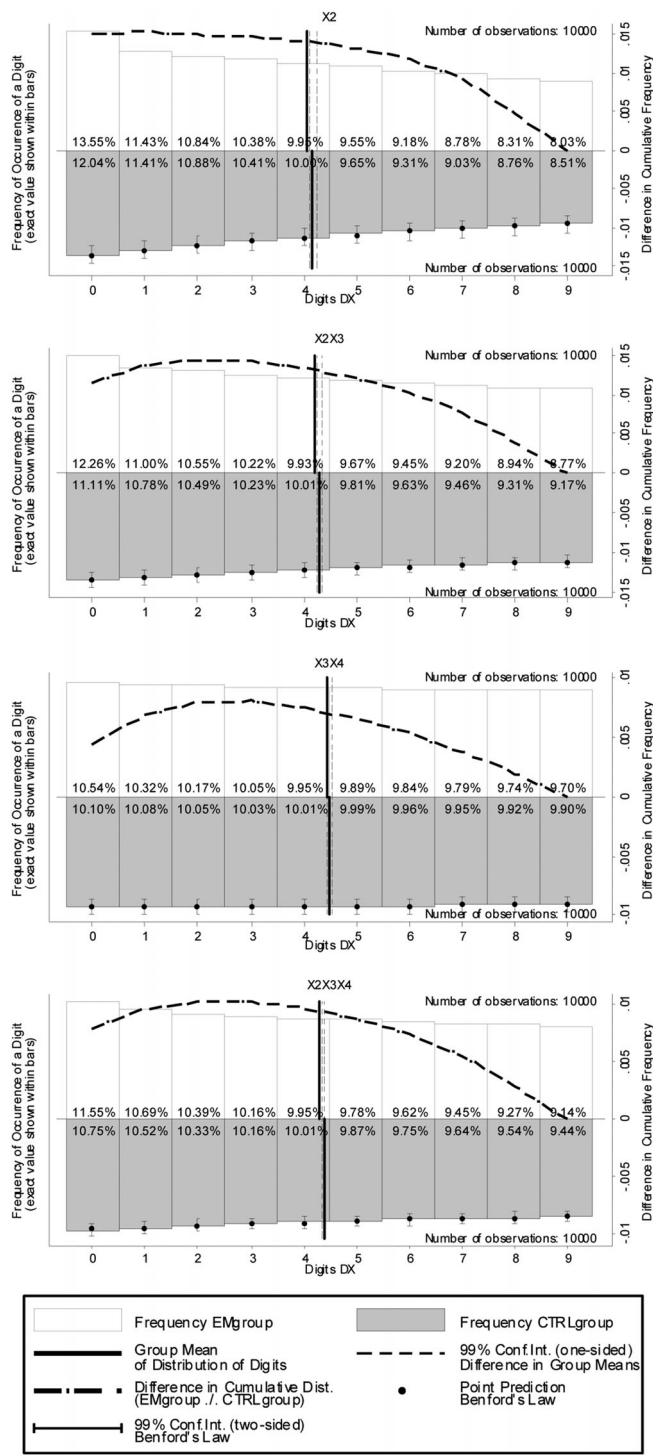 X2
Number of observations: 10000
Frequency of Occurrence of a Digit
(exact value shown within bars)
Difference in Cumulative Frequency
.015
.01
.005
0
-.005
-.01
-.015
13.55% 11.43% 10.84% 10.38% 9.95% 9.55% 9.18% 8.78% 8.31% 8.03%
12.04% 11.41% 10.88% 10.41% 10.00% 9.65% 9.31% 9.03% 8.76% 8.51%
Number of observations: 10000
0 1 2 3 4 5 6 7 8 9
Digits DX
X2X3
Number of observations: 10000
Frequency of Occurrence of a Digit
(exact value shown within bars)
Difference in Cumulative Frequency
.015
.01
.005
0
-.005
-.01
-.015
12.26% 11.00% 10.55% 10.22% 9.93% 9.67% 9.45% 9.20% 8.94% 8.77%
11.11% 10.78% 10.49% 10.23% 10.01% 9.81% 9.63% 9.46% 9.31% 9.17%
Number of observations: 10000
0 1 2 3 4 5 6 7 8 9
Digits DX
X3X4
Number of observations: 10000
Frequency of Occurrence of a Digit
(exact value shown within bars)
Difference in Cumulative Frequency
.01
.005
0
-.005
-.01
10.54% 10.32% 10.17% 10.05% 9.95% 9.89% 9.84% 9.79% 9.74% 9.70%
10.10% 10.08% 10.05% 10.03% 10.01% 9.99% 9.96% 9.95% 9.92% 9.90%
Number of observations: 10000
0 1 2 3 4 5 6 7 8 9
Digits DX
X2X3X4
Number of observations: 10000
Frequency of Occurrence of a Digit
(exact value shown within bars)
Difference in Cumulative Frequency
.01
.005
0
-.005
-.01
11.55% 10.69% 10.39% 10.16% 9.95% 9.78% 9.62% 9.45% 9.27% 9.14%
10.75% 10.52% 10.33% 10.16% 10.01% 9.87% 9.75% 9.64% 9.54% 9.44%
Number of observations: 10000
0 1 2 3 4 5 6 7 8 9
Digits DX
Frequency EMgroup
Frequency CTRLgroup
Group Mean
of Distribution of Digits
99% Conf.Int. (one-sided)
Difference in Group Means
Difference in Cumulative Dist.
(EMgroup ./. CTRLgroup)
Point Prediction
Benford's Law
99% Conf.Int. (two-sided)
Benford's Law